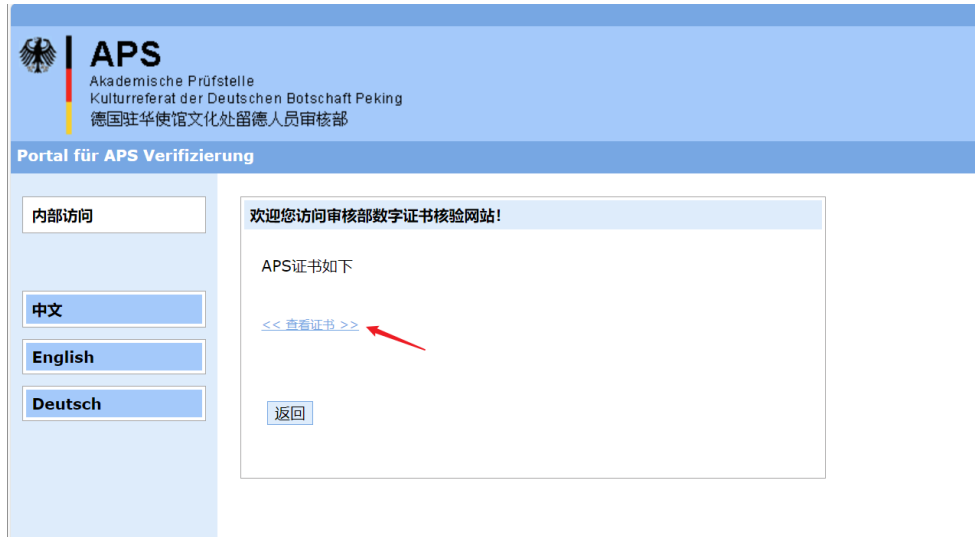 APS
Akademische Prüfstelle
Kulturreferat der Deutschen Botschaft Peking
德国驻华使馆文化处留德人员审核部
Portal für APS Verifizierung
内部访问
中文
English
Deutsch
欢迎您访问审核部数字证书核验网站！
APS证书如下
<< 查看证书 >>
返回